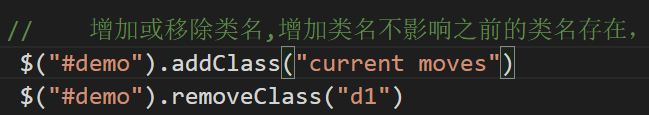 //    增加或移除类名,增加类名不影响之前的类名存在，
$("#demo").addClass("current moves")
$("#demo").removeClass("d1")